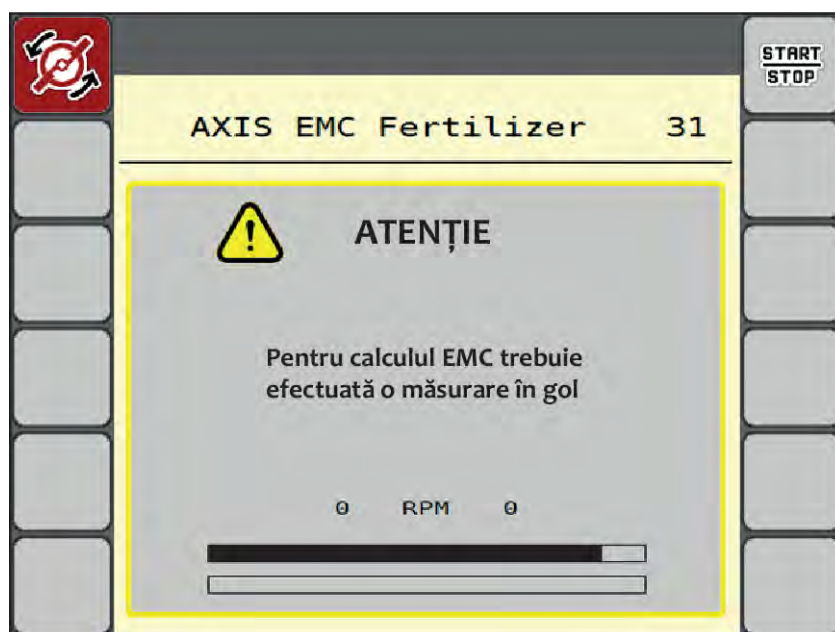 START
STOP
AXIS EMC Fertilizer 31
ATENȚIE
Pentru calculul EMC trebuie
efectuată o măsurare în gol
0 RPM 0